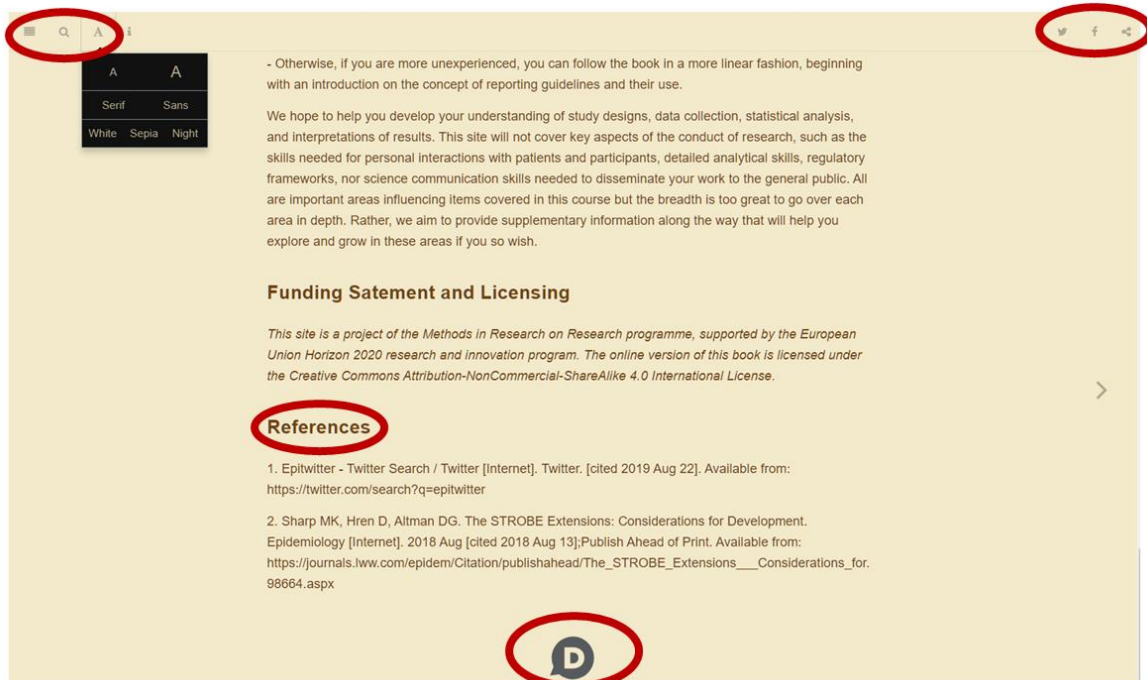 A i
A A
Serif Sans
White Sepia Night
- Otherwise, if you are more unexperienced, you can follow the book in a more linear fashion, beginning
with an introduction on the concept of reporting guidelines and their use.
We hope to help you develop your understanding of study designs, data collection, statistical analysis,
and interpretations of results. This site will not cover key aspects of the conduct of research, such as the
skills needed for personal interactions with patients and participants, detailed analytical skills, regulatory
frameworks, nor science communication skills needed to disseminate your work to the general public. All
are important areas influencing items covered in this course but the breadth is too great to go over each
area in depth. Rather, we aim to provide supplementary information along the way that will help you
explore and grow in these areas if you so wish.
Funding Satement and Licensing
This site is a project of the Methods in Research on Research programme, supported by the European
Union Horizon 2020 research and innovation program. The online version of this book is licensed under
the Creative Commons Attribution-NonCommercial-ShareAlike 4.0 International License.
References
1. Epitwitter - Twitter Search / Twitter [Internet]. Twitter. [cited 2019 Aug 22]. Available from:
https://twitter.com/search?q=epitwitter
2. Sharp MK, Hren D, Altman DG. The STROBE Extensions: Considerations for Development.
Epidemiology [Internet]. 2018 Aug [cited 2018 Aug 13];Publish Ahead of Print. Available from:
https://journals.lww.com/epidem/Citation/publishahead/The_STROBE_Extensions___Considerations_for.
98664.aspx
D